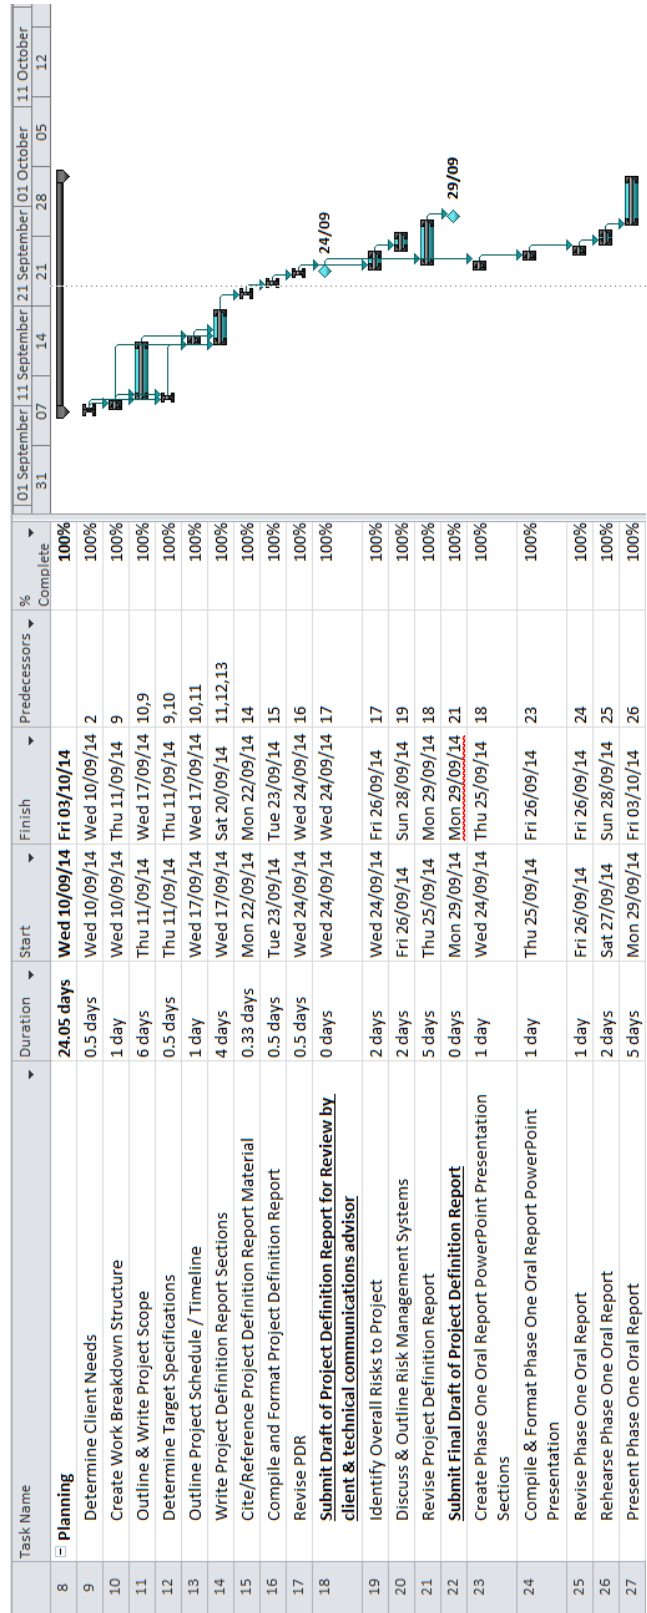 Task Name Duration Start Finish Predecessors % Complete 01 September 11 September 21 September 01 October 11 October
31 07 14 21 28 05 12
8 Planning 24.05 days Wed 10/09/14 Fri 03/10/14 100%
9 Determine Client Needs 0.5 days Wed 10/09/14 Wed 10/09/14 2 100%
10 Create Work Breakdown Structure 1 day Wed 10/09/14 Thu 11/09/14 9 100%
11 Outline & Write Project Scope 6 days Thu 11/09/14 Wed 17/09/14 10,9 100%
12 Determine Target Specifications 0.5 days Thu 11/09/14 Thu 11/09/14 9,10 100%
13 Outline Project Schedule / Timeline 1 day Wed 17/09/14 Wed 17/09/14 10,11 100%
14 Write Project Definition Report Sections 4 days Wed 17/09/14 Sat 20/09/14 11,12,13 100%
15 Cite/Reference Project Definition Report Material 0.33 days Mon 22/09/14 Mon 22/09/14 14 100%
16 Compile and Format Project Definition Report 0.5 days Tue 23/09/14 Tue 23/09/14 15 100%
17 Revise PDR 0.5 days Wed 24/09/14 Wed 24/09/14 16 100%
18 Submit Draft of Project Definition Report for Review by 0 days Wed 24/09/14 Wed 24/09/14 17 100% 24/09
client & technical communications advisor
19 Identify Overall Risks to Project 2 days Wed 24/09/14 Fri 26/09/14 17 100%
20 Discuss & Outline Risk Management Systems 2 days Fri 26/09/14 Sun 28/09/14 19 100%
21 Revise Project Definition Report 5 days Thu 25/09/14 Mon 29/09/14 18 100%
22 Submit Final Draft of Project Definition Report 0 days Mon 29/09/14 Mon 29/09/14 21 100% 29/09
23 Create Phase One Oral Report PowerPoint Presentation 1 day Wed 24/09/14 Thu 25/09/14 18 100%
Sections
24 Compile & Format Phase One Oral Report PowerPoint 1 day Thu 25/09/14 Fri 26/09/14 23 100%
Presentation
25 Revise Phase One Oral Report 1 day Fri 26/09/14 Fri 26/09/14 24 100%
26 Rehearse Phase One Oral Report 2 days Sat 27/09/14 Sun 28/09/14 25 100%
27 Present Phase One Oral Report 5 days Mon 29/09/14 Fri 03/10/14 26 100%